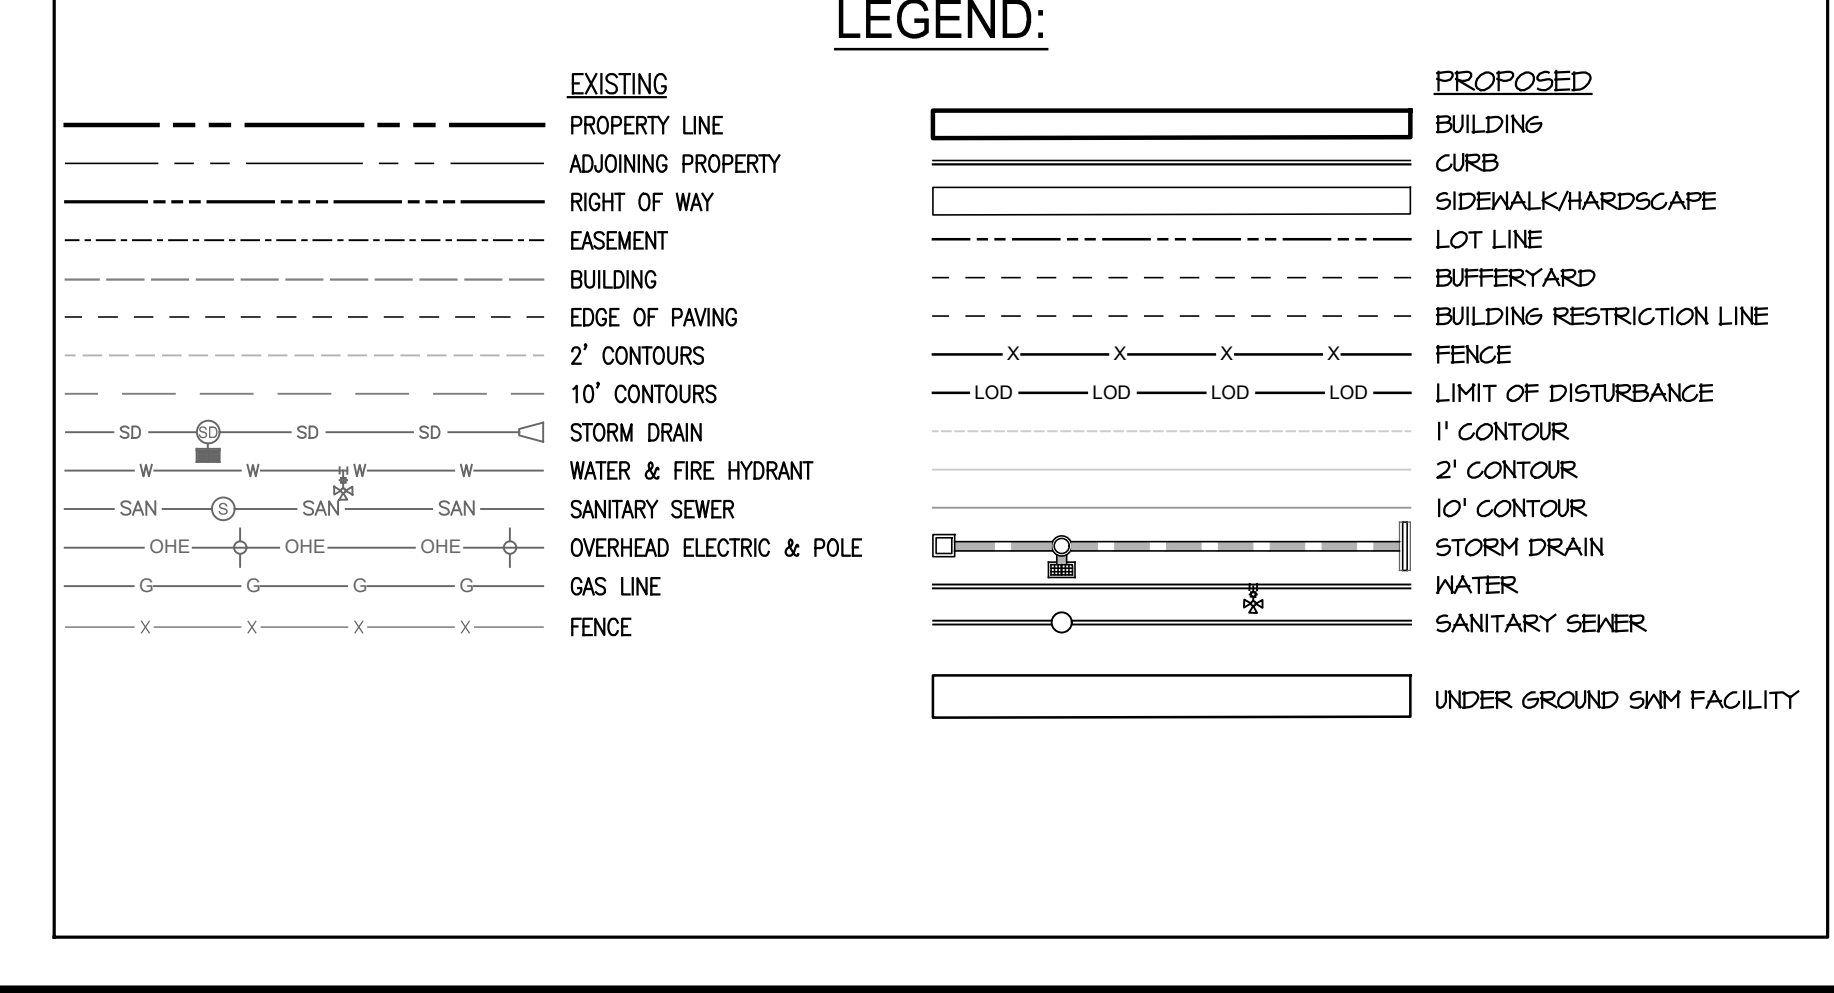 LEGEND:
EXISTING
PROPERTY LINE
ADJOINING PROPERTY
RIGHT OF WAY
EASEMENT
BUILDING
EDGE OF PAVING
2' CONTOURS
10' CONTOURS
SD SD SD SD STORM DRAIN
W W W W WATER & FIRE HYDRANT
SAN S SAN SAN SANITARY SEWER
OHE OHE OHE OVERHEAD ELECTRIC & POLE
G G G G GAS LINE
X X X X FENCE
PROPOSED
BUILDING
CURB
SIDEWALK/HARDSCAPE
LOT LINE
BUFFERYARD
BUILDING RESTRICTION LINE
X X X X FENCE
LOD LOD LOD LOD LIMIT OF DISTURBANCE
1' CONTOUR
2' CONTOUR
10' CONTOUR
STORM DRAIN
WATER
SANITARY SEWER
UNDER GROUND SWM FACILITY